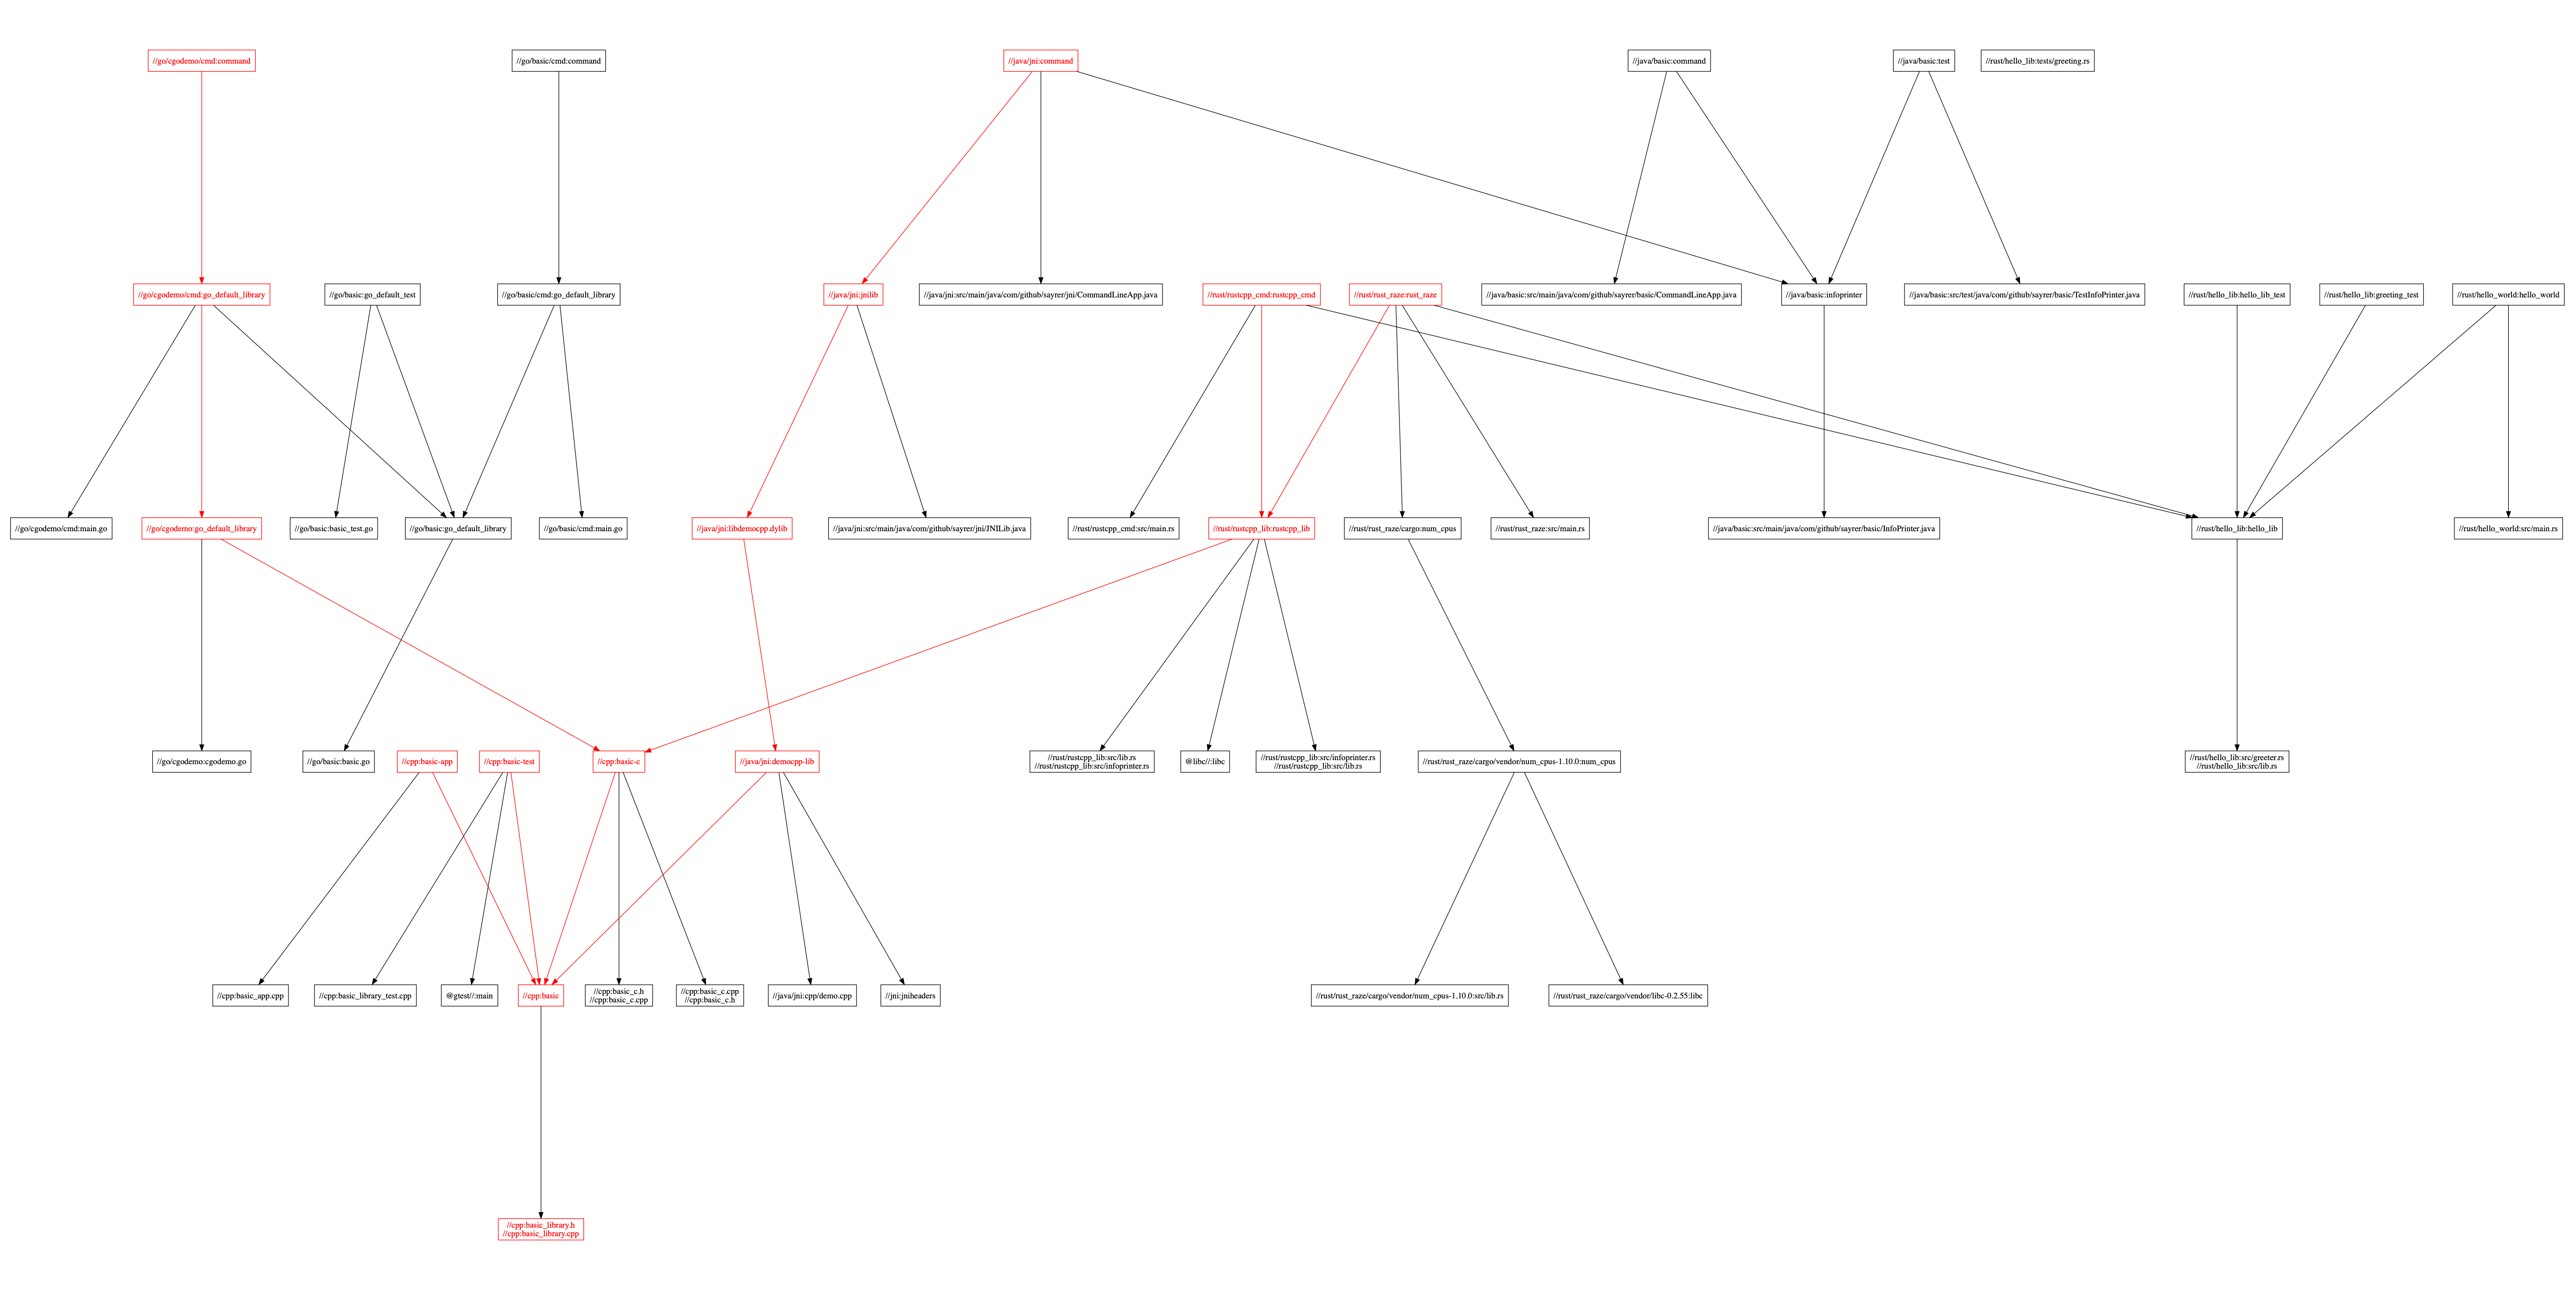 //go/cgodemo/cmd:command
//go/basic/cmd:command
//java/jni:command
//java/basic:command
//java/basic:test
//rust/hello_lib:tests/greeting.rs
//go/cgodemo/cmd:go_default_library
//go/basic:go_default_test
//go/basic/cmd:go_default_library
//java/jni:jnilib
//java/jni:src/main/java/com/github/sayrer/jni/CommandLineApp.java
//rust/rustcpp_cmd:rustcpp_cmd
//rust/rust_raze:rust_raze
//java/basic:src/main/java/com/github/sayrer/basic/CommandLineApp.java
//java/basic:infoprinter
//java/basic:src/test/java/com/github/sayrer/basic/TestInfoPrinter.java
//rust/hello_lib:hello_lib_test
//rust/hello_lib:greeting_test
//rust/hello_world:hello_world
//go/cgodemo/cmd:main.go
//go/cgodemo:go_default_library
//go/basic:basic_test.go
//go/basic:go_default_library
//go/basic/cmd:main.go
//java/jni:libdemocpp.dylib
//java/jni:src/main/java/com/github/sayrer/jni/JNILib.java
//rust/rustcpp_cmd:src/main.rs
//rust/rustcpp_lib:rustcpp_lib
//rust/rust_raze/cargo:num_cpus
//rust/rust_raze:src/main.rs
//java/basic:src/main/java/com/github/sayrer/basic/InfoPrinter.java
//rust/hello_lib:hello_lib
//rust/hello_world:src/main.rs
//go/cgodemo:cgodemo.go
//go/basic:basic.go
//cpp:basic-app
//cpp:basic-test
//cpp:basic-c
//java/jni:democpp-lib
//rust/rustcpp_lib:src/lib.rs
//rust/rustcpp_lib:src/infoprinter.rs
@libc//:libc
//rust/rustcpp_lib:src/infoprinter.rs
//rust/rustcpp_lib:src/lib.rs
//rust/rust_raze/cargo/vendor/num_cpus-1.10.0:num_cpus
//rust/hello_lib:src/greeter.rs
//rust/hello_lib:src/lib.rs
//cpp:basic_app.cpp
//cpp:basic_library_test.cpp
@gtest//:main
//cpp:basic
//cpp:basic_c.h
//cpp:basic_c.cpp
//cpp:basic_c.cpp
//cpp:basic_c.h
//java/jni:cpp/demo.cpp
//jni:jniheaders
//rust/rust_raze/cargo/vendor/num_cpus-1.10.0:src/lib.rs
//rust/rust_raze/cargo/vendor/libc-0.2.55:libc
//cpp:basic_library.h
//cpp:basic_library.cpp